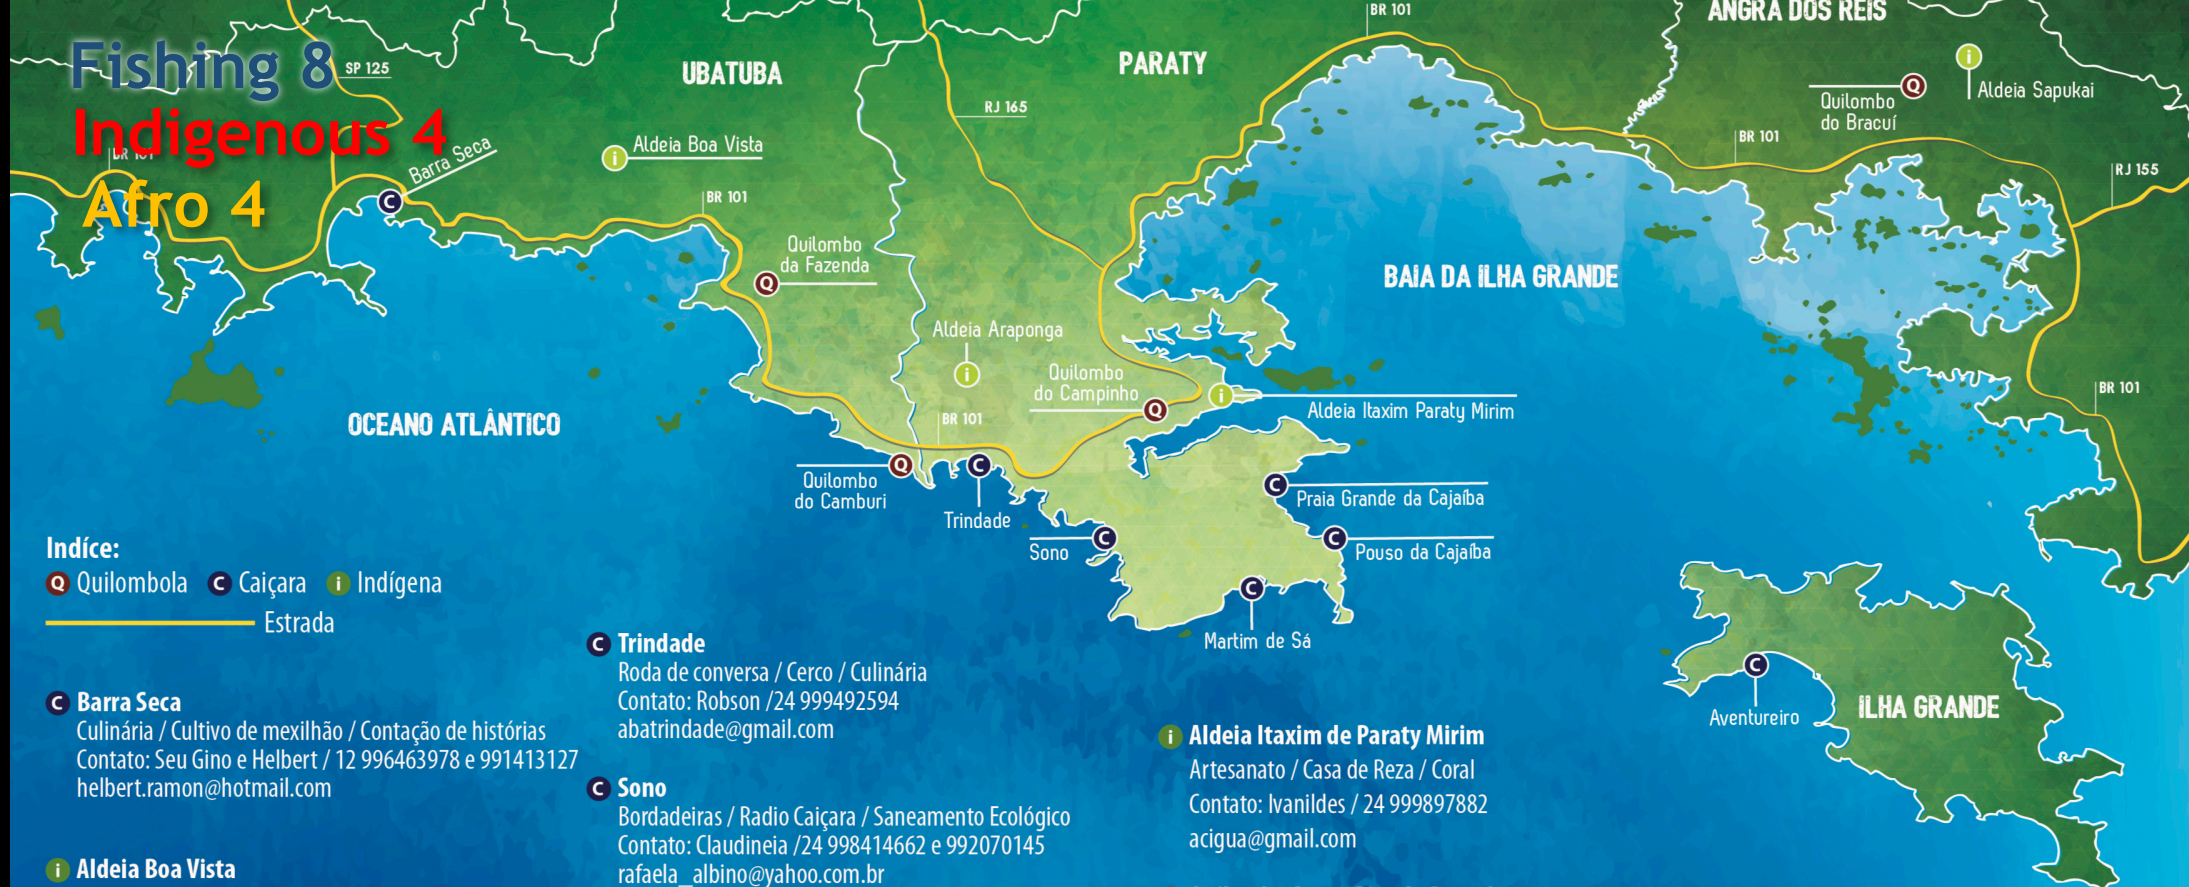 Fishing 8
Indigenous 4
Afro 4
SP 125
BR 101
Barra Seca
UBATUBA
Aldeia Boa Vista
BR 101
Quilombo
da Fazenda
PARATY
RJ 165
BR 101
ANGRA DOS REIS
Quilombo
do Bracuí
Aldeia Sapukai
BR 101
RJ 155
BAIA DA ILHA GRANDE
Aldeia Araponga
Quilombo
do Campinho
BR 101
Aldeia Itaxim Paraty Mirim
BR 101
OCEANO ATLÂNTICO
Quilombo
do Camburi
Trindade
Sono
Praia Grande da Cajaíba
Pouso da Cajaíba
Martim de Sá
Aventureiro
ILHA GRANDE
Indíce:
Q Quilombola C Caiçara i Indígena
Estrada
C Barra Seca
Culinária / Cultivo de mexilhão / Contação de histórias
Contato: Seu Gino e Helbert / 12 996463978 e 991413127
helbert.ramon@hotmail.com
i Aldeia Boa Vista
C Trindade
Roda de conversa / Cerco / Culinária
Contato: Robson /24 999492594
abatrindade@gmail.com
C Sono
Bordadeiras / Radio Caiçara / Saneamento Ecológico
Contato: Claudineia /24 998414662 e 992070145
rafaela_albino@yahoo.com.br
i Aldeia Itaxim de Paraty Mirim
Artesanato / Casa de Reza / Coral
Contato: Ivanildes / 24 999897882
acigua@gmail.com